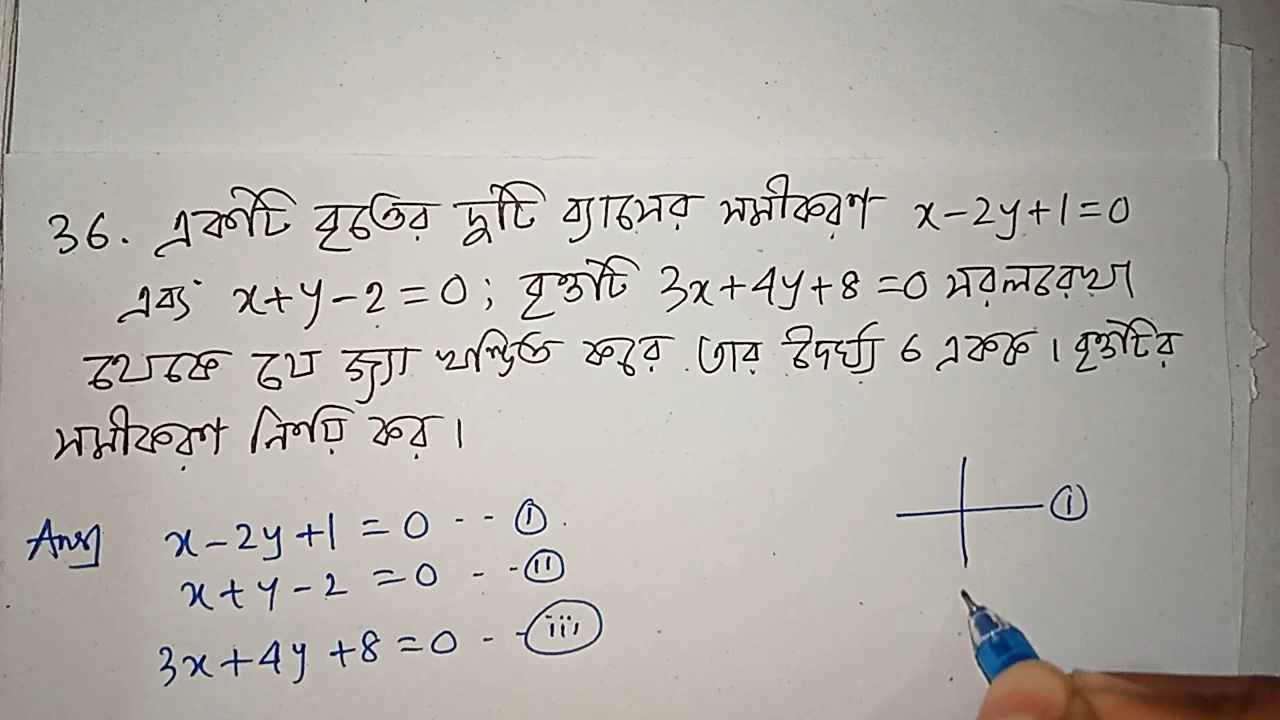 36. একটি বৃত্তের দুটি ব্যাসের সমীকরণ x-2y+1=0
এবং x+y-2=0; বৃত্তটি 3x+4y+8=0 সরলরেখা
থেকে যে জ্যা খণ্ডিত করে তার দৈর্ঘ্য 6 একক। বৃত্তটির
সমীকরণ নির্ণয় কর।
Ans x-2y+1=0 -- (i)
x+y-2=0 -- (ii)
3x+4y+8=0 -- (iii)
(i)